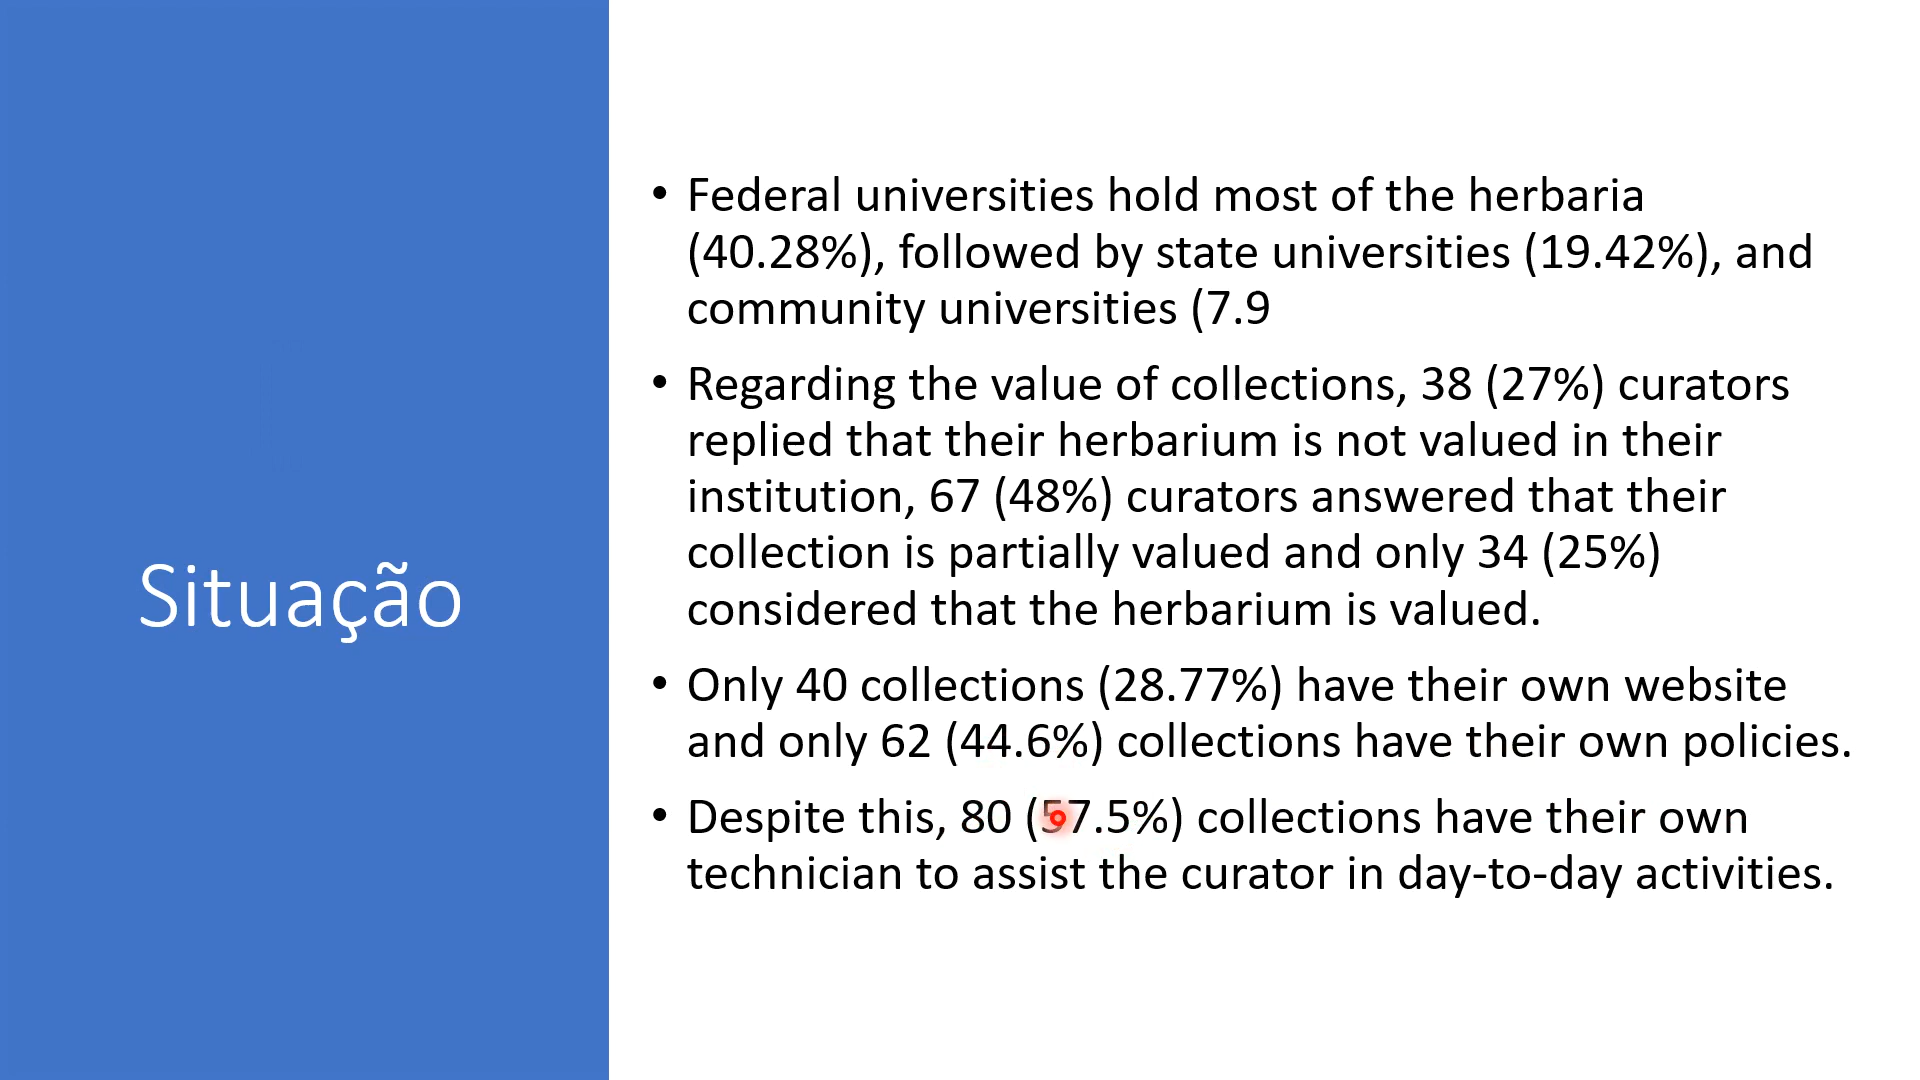 Situação
• Federal universities hold most of the herbaria
(40.28%), followed by state universities (19.42%), and
community universities (7.9
• Regarding the value of collections, 38 (27%) curators
replied that their herbarium is not valued in their
institution, 67 (48%) curators answered that their
collection is partially valued and only 34 (25%)
considered that the herbarium is valued.
• Only 40 collections (28.77%) have their own website
and only 62 (44.6%) collections have their own policies.
• Despite this, 80 (57.5%) collections have their own
technician to assist the curator in day-to-day activities.